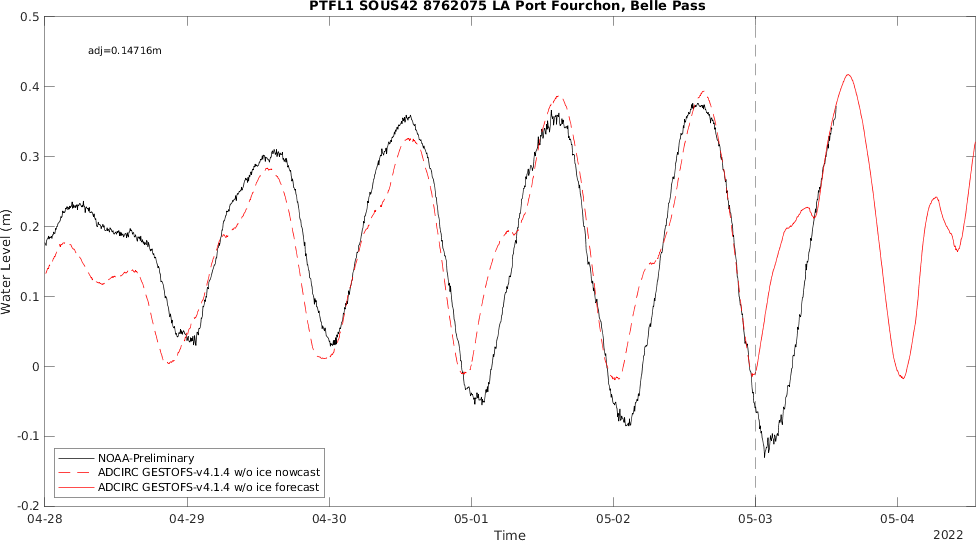 PTFL1 SOUS42 8762075 LA Port Fourchon, Belle Pass
0.5
adj=0.14716m
0.4
0.3
0.2
0.1
0
-0.1
-0.2
Water Level (m)
NOAA-Preliminary
ADCIRC GESTOFS-v4.1.4 w/o ice nowcast
ADCIRC GESTOFS-v4.1.4 w/o ice forecast
04-28 04-29 04-30 05-01 05-02 05-03 05-04
Time
2022